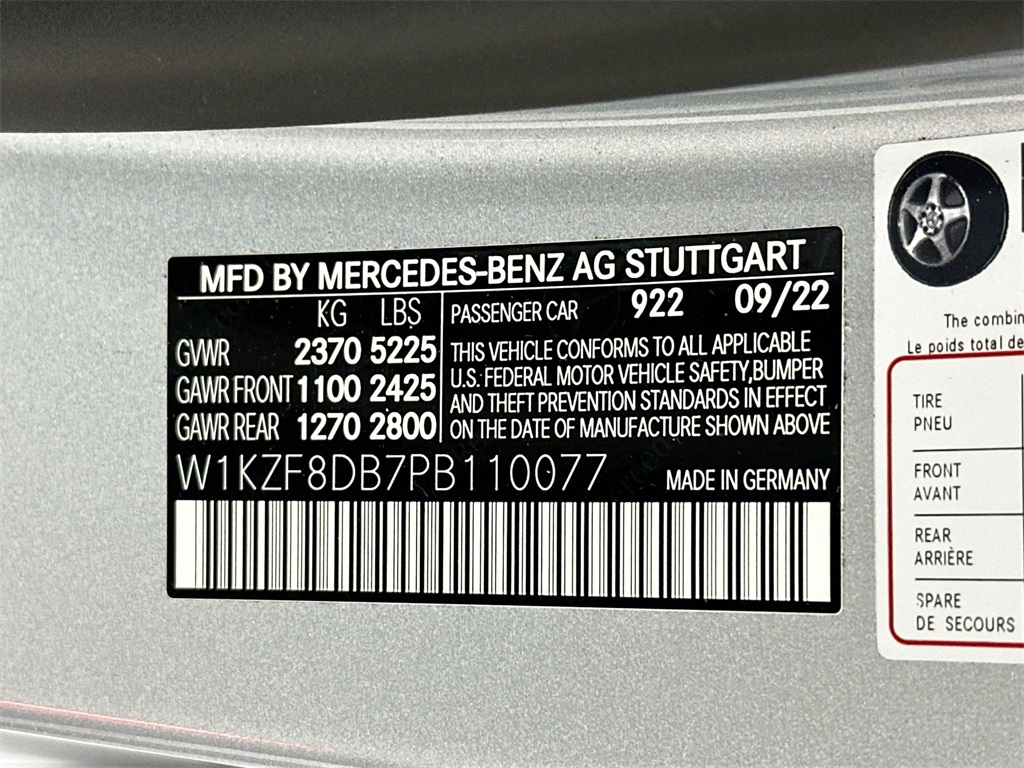 MFD BY MERCEDES-BENZ AG STUTTGART
KG LBS
GVWR 2370 5225
GAWR FRONT 1100 2425
GAWR REAR 1270 2800
PASSENGER CAR 922 09/22
THIS VEHICLE CONFORMS TO ALL APPLICABLE
U.S. FEDERAL MOTOR VEHICLE SAFETY, BUMPER
AND THEFT PREVENTION STANDARDS IN EFFECT
ON THE DATE OF MANUFACTURE SHOWN ABOVE
W1KZF8DB7PB110077 MADE IN GERMANY
The combin
Le poids total de
TIRE
PNEU
FRONT
AVANT
REAR
ARRIÈRE
SPARE
DE SECOURS